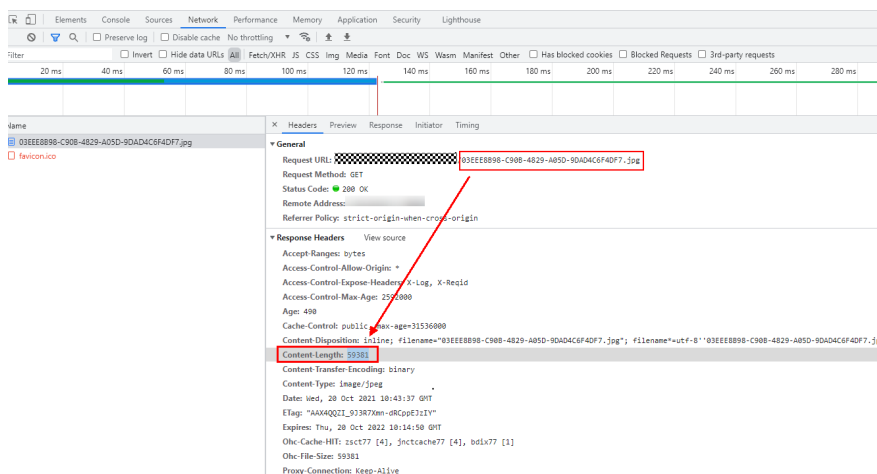 Elements Console Sources Network Performance Memory Application Security Lighthouse
Preserve log Disable cache No throttling
Filter Invert Hide data URLs All Fetch/XHR JS CSS Img Media Font Doc WS Wasm Manifest Other Has blocked cookies Blocked Requests 3rd-party requests
20 ms 40 ms 60 ms 80 ms 100 ms 120 ms 140 ms 160 ms 180 ms 200 ms 220 ms 240 ms 260 ms 280 ms
Name
03EEE8B98-C90B-4829-A05D-9DAD4C6F4DF7.jpg
favicon.ico
× Headers Preview Response Initiator Timing
General
Request URL: 03EEE8B98-C90B-4829-A05D-9DAD4C6F4DF7.jpg
Request Method: GET
Status Code: 200 OK
Remote Address:
Referrer Policy: strict-origin-when-cross-origin
Response Headers View source
Accept-Ranges: bytes
Access-Control-Allow-Origin: *
Access-Control-Expose-Headers: X-Log, X-Reqid
Access-Control-Max-Age: 2592000
Age: 490
Cache-Control: public, max-age=31536000
Content-Disposition: inline; filename="03EEE8B98-C90B-4829-A05D-9DAD4C6F4DF7.jpg"; filename*=utf-8''03EEE8B98-C90B-4829-A05D-9DAD4C6F4DF7.j
Content-Length: 59381
Content-Transfer-Encoding: binary
Content-Type: image/jpeg
Date: Wed, 20 Oct 2021 10:43:37 GMT
ETag: "AAX4QQZI_9J3R7Xmn-dRCppEJzIY"
Expires: Thu, 20 Oct 2022 10:14:50 GMT
Ohc-Cache-HIT: zsct77 [4], jnctcache77 [4], bdix77 [1]
Ohc-File-Size: 59381
Proxy-Connection: Keep-Alive